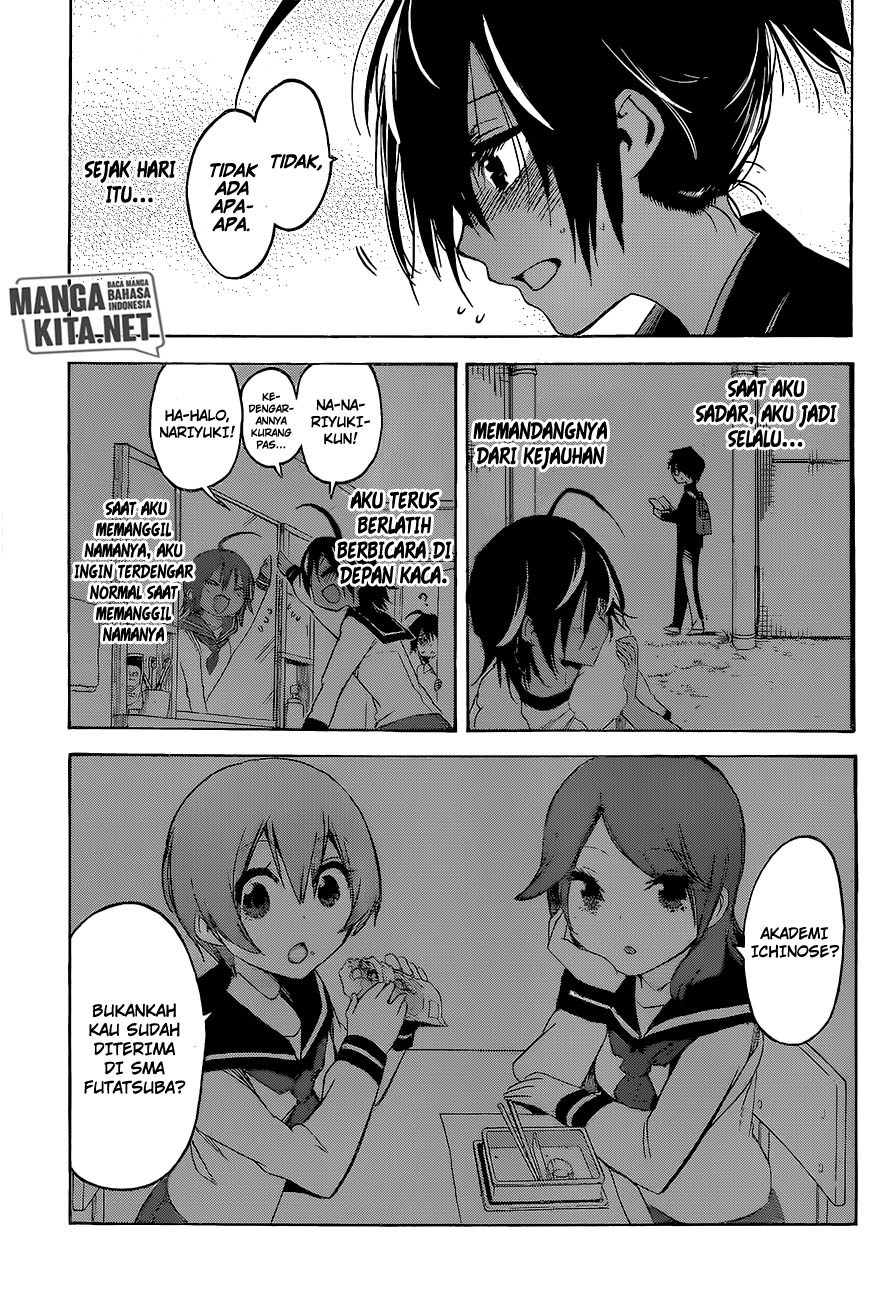 TIDAK,
TIDAK
ADA
APA-
APA.
SEJAK HARI
ITU...
MANGA
KITA.NET
BACA MANGA
BAHASA
INDONESIA
SAAT AKU
SADAR, AKU JADI
SELALU...
MEMANDANGNYA
DARI KEJAUHAN
NA-NA-
RIYUKI-
KUN!
KE-
DENGAR-
ANNYA
KURANG
PAS...
HA-HALO,
NARIYUKI!
AKU TERUS
BERLATIH
BERBICARA DI
DEPAN KACA.
SAAT AKU
MEMANGGIL
NAMANYA, AKU
INGIN TERDENGAR
NORMAL SAAT
MEMANGGIL
NAMANYA
?
AKADEMI
ICHINOSE?
BUKANKAH
KAU SUDAH
DITERIMA
DI SMA
FUTATSUBA?